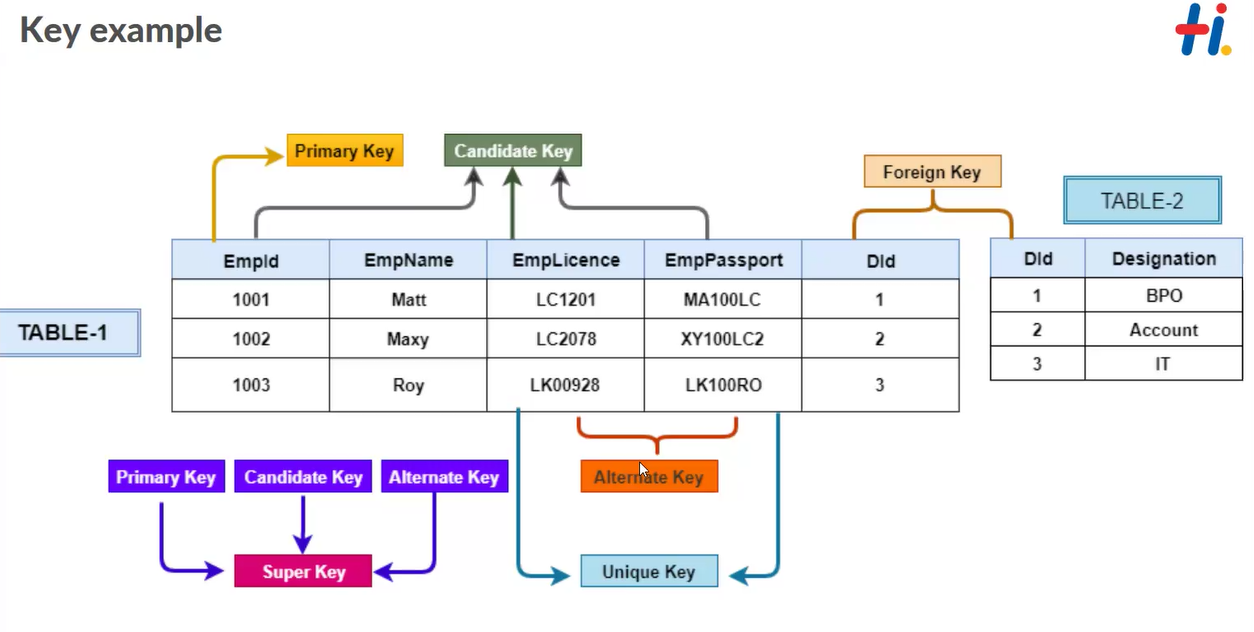 Key example
Hi.
Primary Key
Candidate Key
Foreign Key
TABLE-2
EmpId EmpName EmpLicence EmpPassport DId
1001 Matt LC1201 MA100LC 1
1002 Maxy LC2078 XY100LC2 2
1003 Roy LK00928 LK100RO 3
DId Designation
1 BPO
2 Account
3 IT
TABLE-1
Primary Key Candidate Key Alternate Key
Super Key
Alternate Key
Unique Key